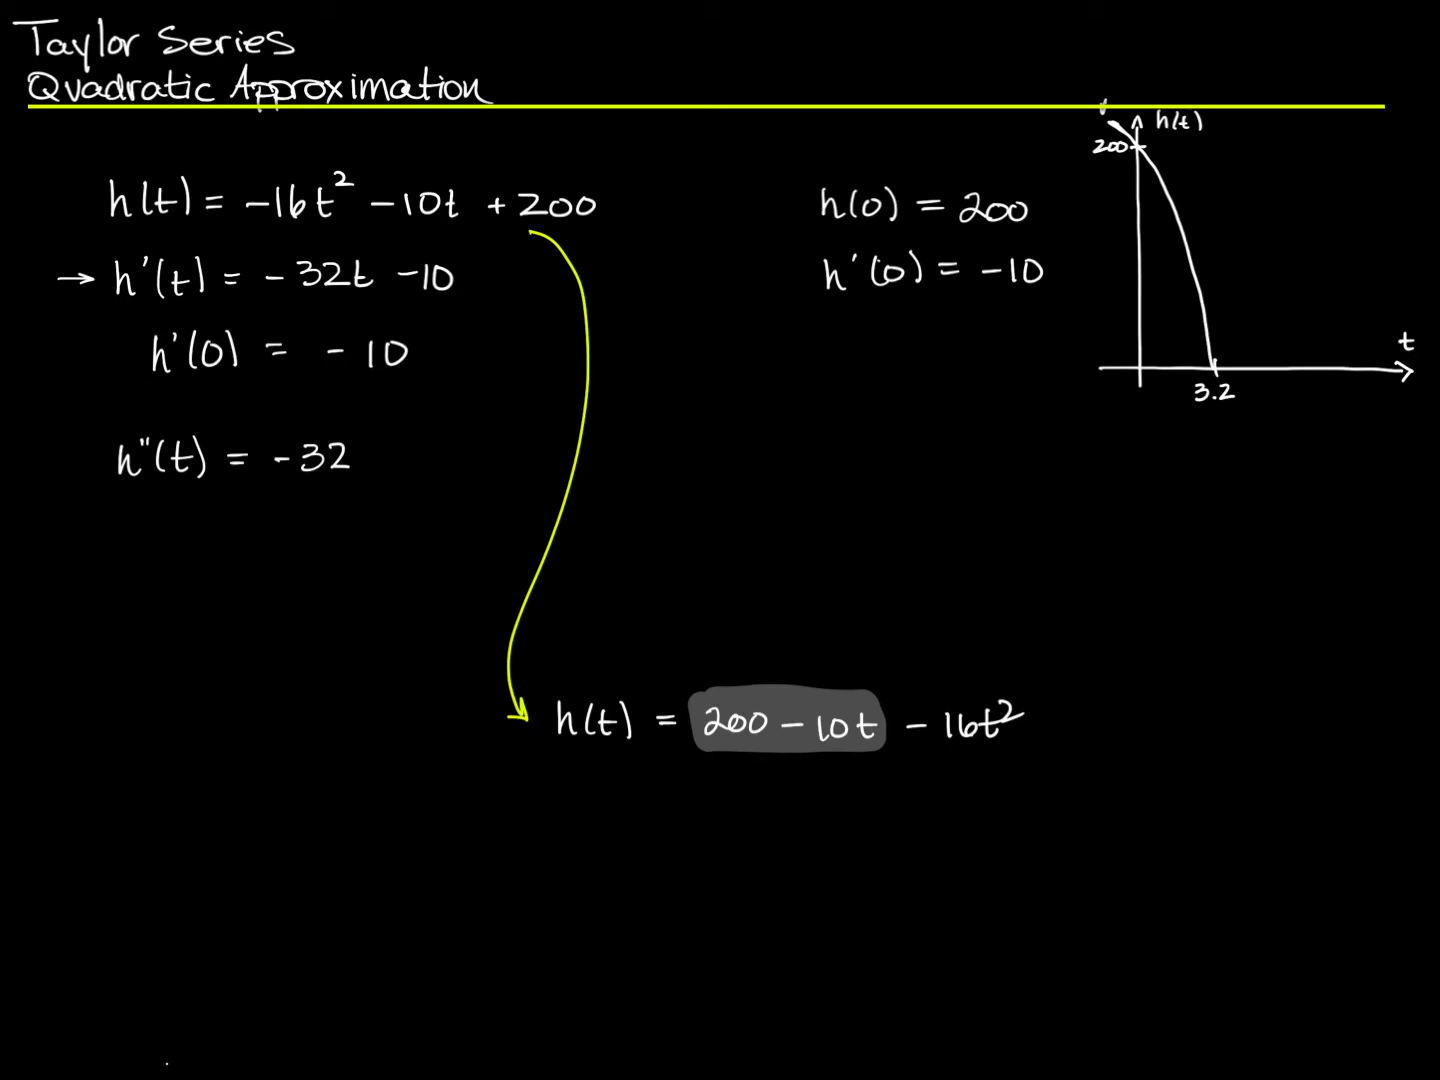 Taylor Series
Quadratic Approximation
h(t) = -16t² - 10t + 200
→ h'(t) = -32t - 10
h'(0) = -10
h''(t) = -32
h(0) = 200
h'(0) = -10
h(t)
200
t
3.2
h(t) = 200 - 10t - 16t²